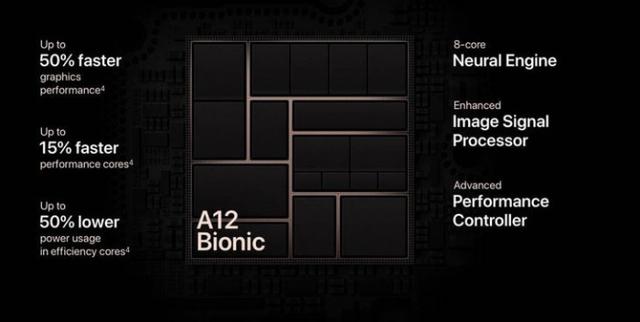 Up to
50% faster
graphics
performance⁴
Up to
15% faster
performance cores⁴
Up to
50% lower
power usage
in efficiency cores⁴
A12
Bionic
8-core
Neural Engine
Enhanced
Image Signal
Processor
Advanced
Performance
Controller